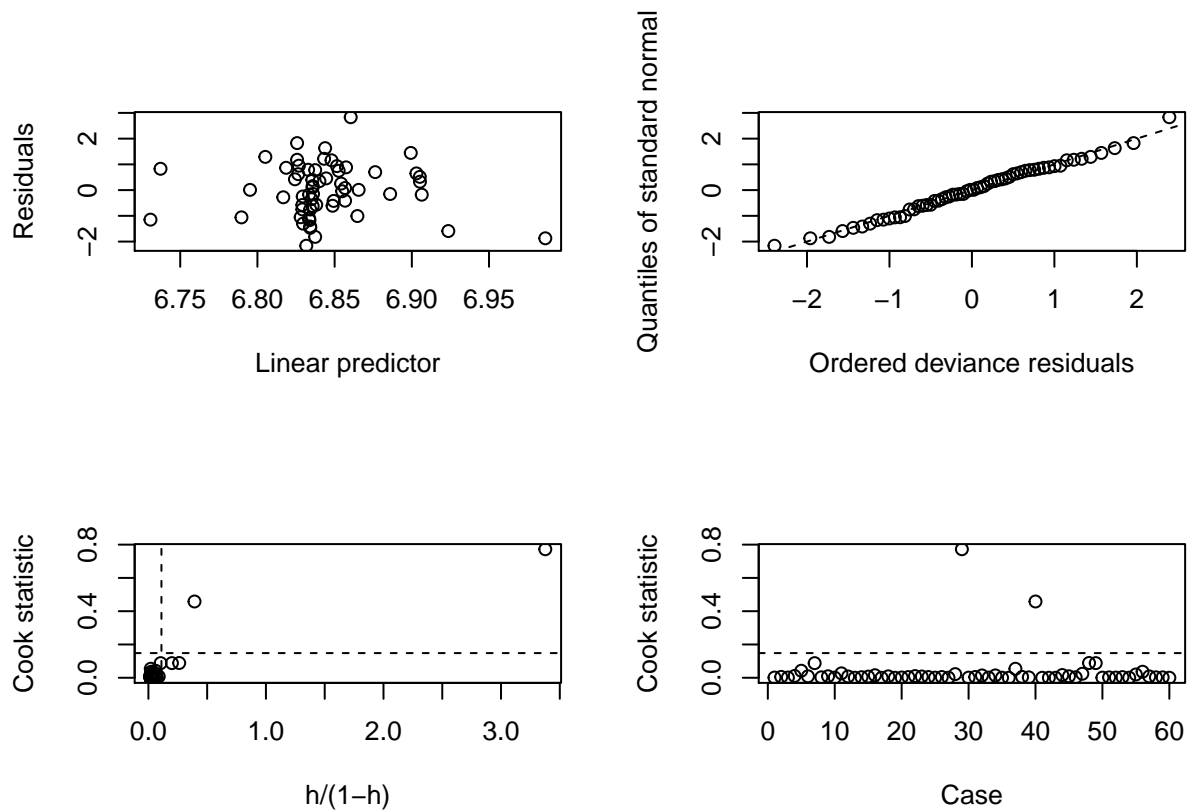 Residuals
2
0
−2
6.75 6.80 6.85 6.90 6.95
Linear predictor
Quantiles of standard normal
2
0
−2
−2 −1 0 1 2
Ordered deviance residuals
Cook statistic
0.8
0.4
0.0
0.0 1.0 2.0 3.0
h/(1−h)
Cook statistic
0.8
0.4
0.0
0 10 20 30 40 50 60
Case